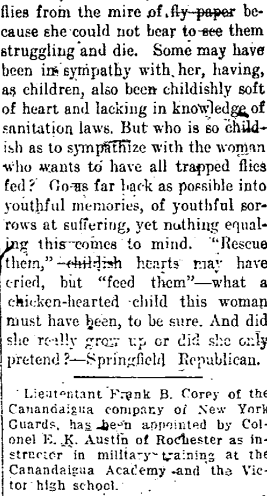 flies from the mire of fly paper be-
cause she could not bear to see them
struggling and die. Some may have
been in sympathy with her, having,
as children, also been childishly soft
of heart and lacking in knowledge of
sanitation laws. But who is so child-
ish as to sympathize with the woman
who wants to have all trapped flies
fed? Go as far back as possible into
youthful memories, of youthful sor-
rows at suffering, yet nothing equal-
ing this comes to mind. "Rescue
them," childish hearts may have
cried, but "feed them"—what a
chicken-hearted child this woman
must have been, to be sure. And did
she really grow up or did she only
pretend?—Springfield Republican.
Lieutentant Frank B. Corey of the
Canandaigua company of New York
Guards, has been appointed by Col-
onel E. K. Austin of Rochester as in-
structer in military training at the
Canandaigua Academy and the Vic-
tor high school.